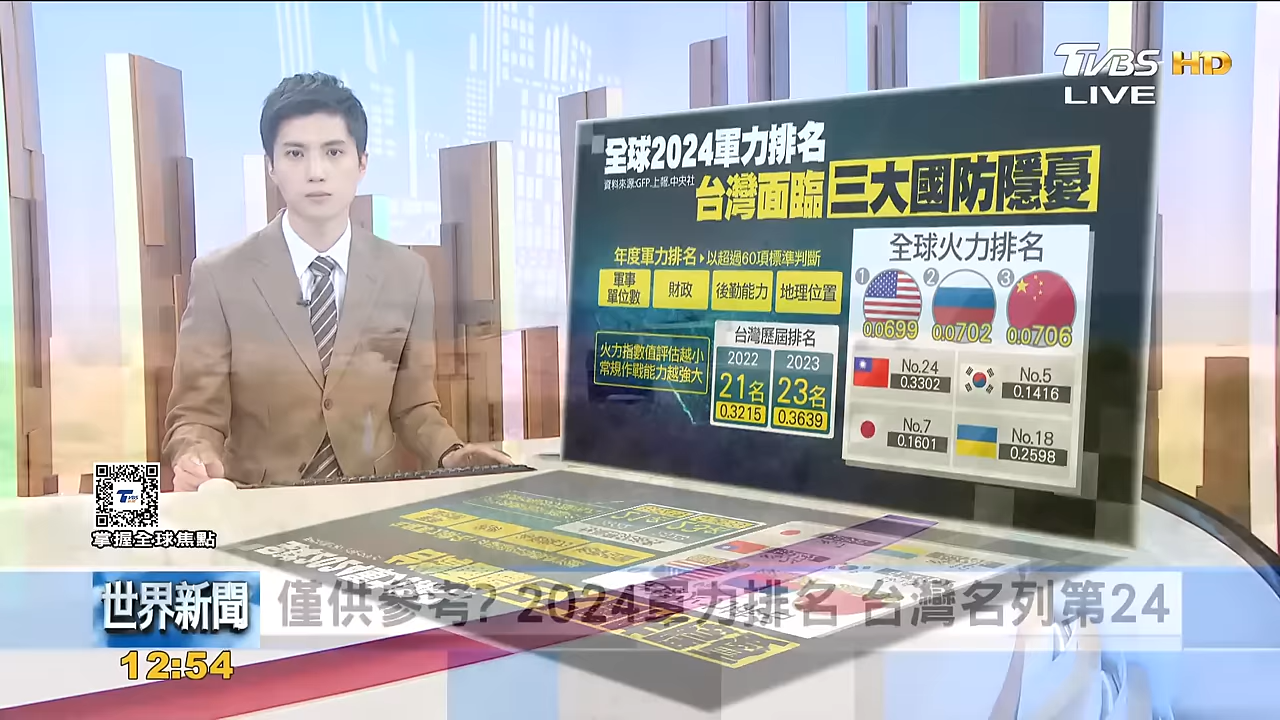 TVBS HD
LIVE
全球2024軍力排名
資料來源:GFP.上報.中央社
台灣面臨三大國防隱憂
年度軍力排名▸以超過60項標準判斷
軍事單位數
財政
後勤能力
地理位置
火力指數值評估越小
常規作戰能力越強大
台灣歷屆排名
2022 2023
21名 23名
0.3215 0.3639
全球火力排名
1 2 3
0.0699 0.0702 0.0706
No.24 No.5
0.3302 0.1416
No.7 No.18
0.1601 0.2598
TVBS
掌握全球焦點
世界新聞
僅供參考? 2024軍力排名 台灣名列第24
12:54